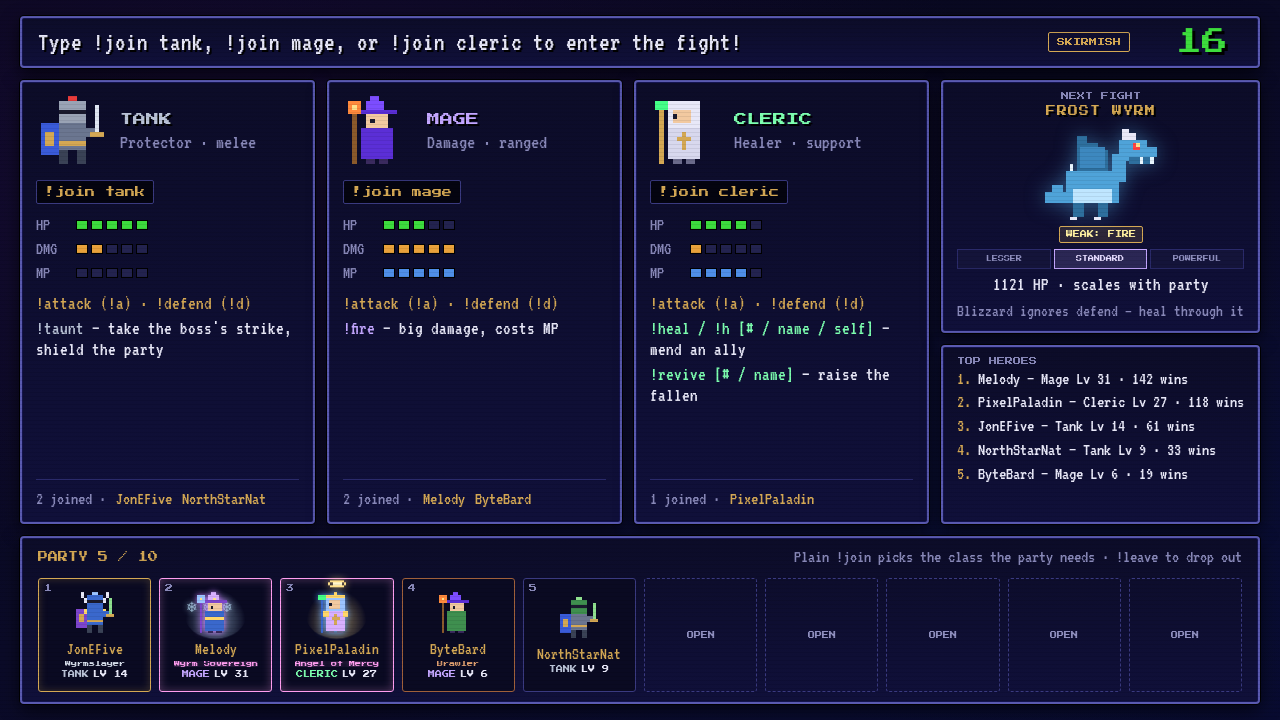 Type !join tank, !join mage, or !join cleric to enter the fight!
SKIRMISH
16
TANK
Protector · melee
!join tank
HP
DMG
MP
!attack (!a) · !defend (!d)
!taunt – take the boss's strike,
shield the party
2 joined · JonEFive NorthStarNat
MAGE
Damage · ranged
!join mage
HP
DMG
MP
!attack (!a) · !defend (!d)
!fire – big damage, costs MP
2 joined · Melody ByteBard
CLERIC
Healer · support
!join cleric
HP
DMG
MP
!attack (!a) · !defend (!d)
!heal / !h [# / name / self] –
mend an ally
!revive [# / name] – raise the
fallen
1 joined · PixelPaladin
NEXT FIGHT
FROST WYRM
WEAK: FIRE
LESSER STANDARD POWERFUL
1121 HP · scales with party
Blizzard ignores defend – heal through it
TOP HEROES
1. Melody – Mage Lv 31 · 142 wins
2. PixelPaladin – Cleric Lv 27 · 118 wins
3. JonEFive – Tank Lv 14 · 61 wins
4. NorthStarNat – Tank Lv 9 · 33 wins
5. ByteBard – Mage Lv 6 · 19 wins
PARTY 5 / 10
Plain !join picks the class the party needs · !leave to drop out
1
JonEFive
Wyrmslayer
TANK LV 14
2
Melody
Wyrm Sovereign
MAGE LV 31
3
PixelPaladin
Angel of Mercy
CLERIC LV 27
4
ByteBard
Brawler
MAGE LV 6
5
NorthStarNat
TANK LV 9
OPEN
OPEN
OPEN
OPEN
OPEN